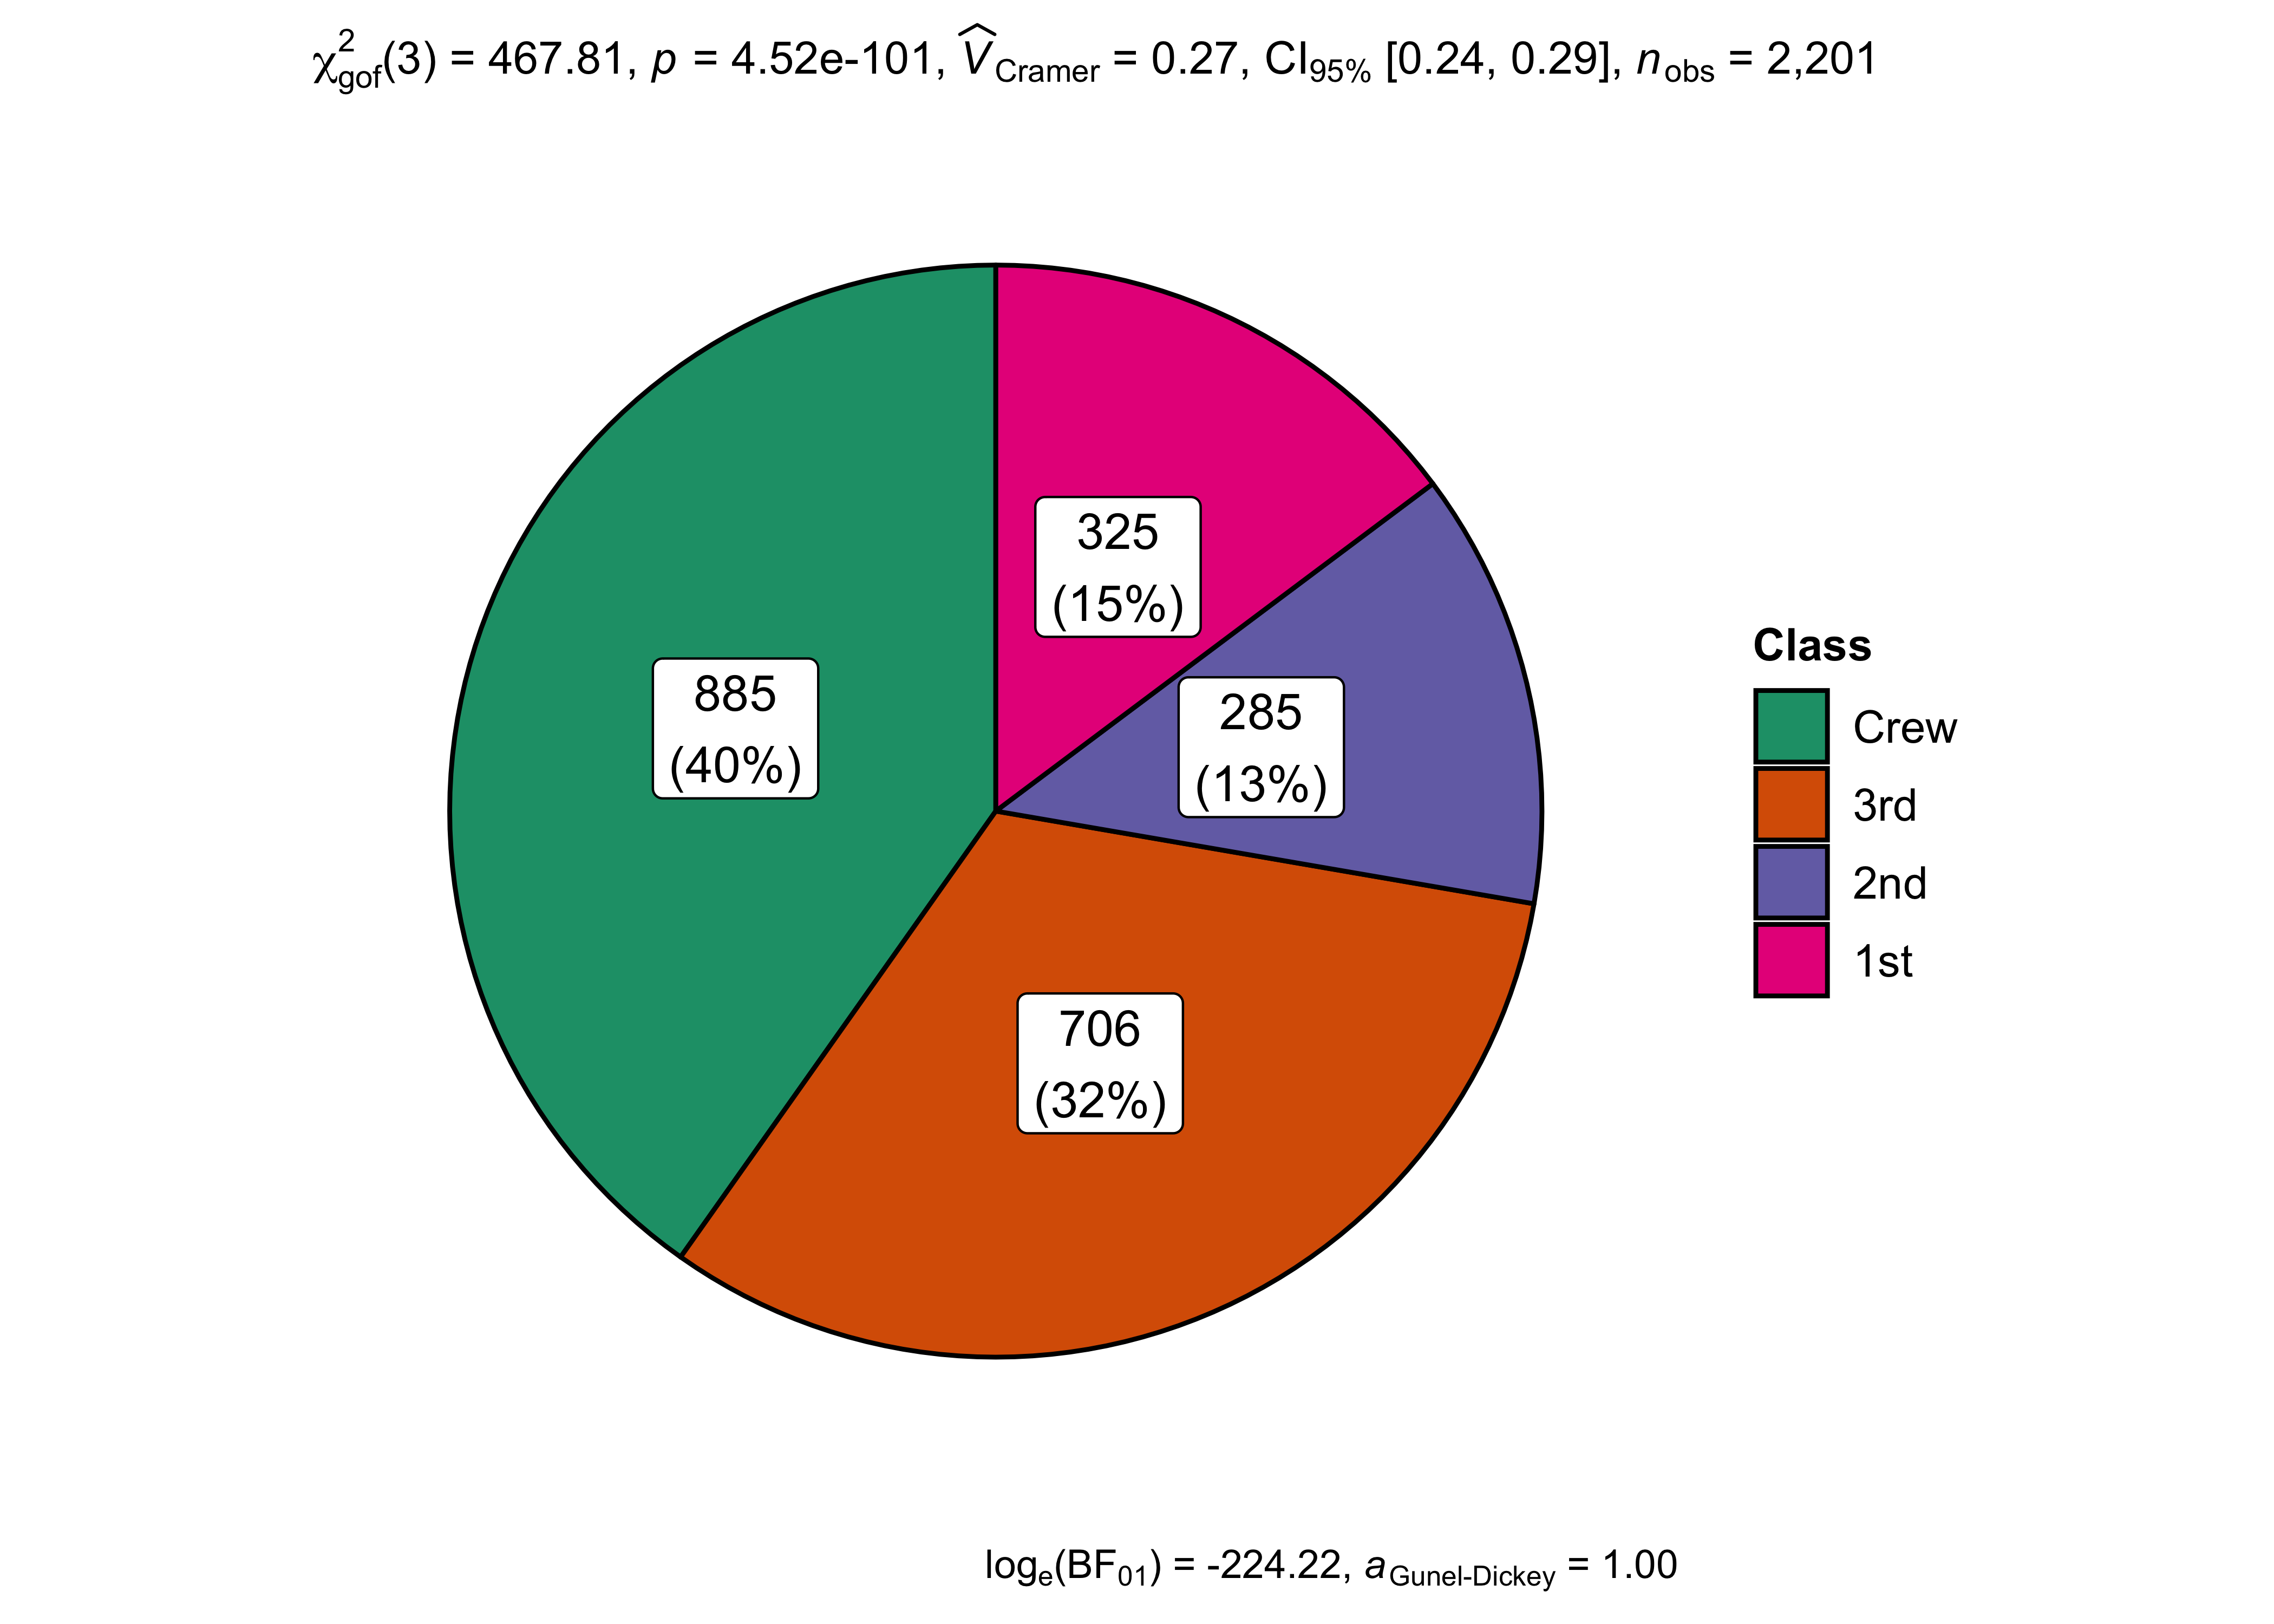 χ²gof(3) = 467.81, p = 4.52e-101, V̂Cramer = 0.27, CI95% [0.24, 0.29], nobs = 2,201
325
(15%)
885
(40%)
285
(13%)
706
(32%)
Class
Crew
3rd
2nd
1st
loge(BF01) = -224.22, aGunel-Dickey = 1.00